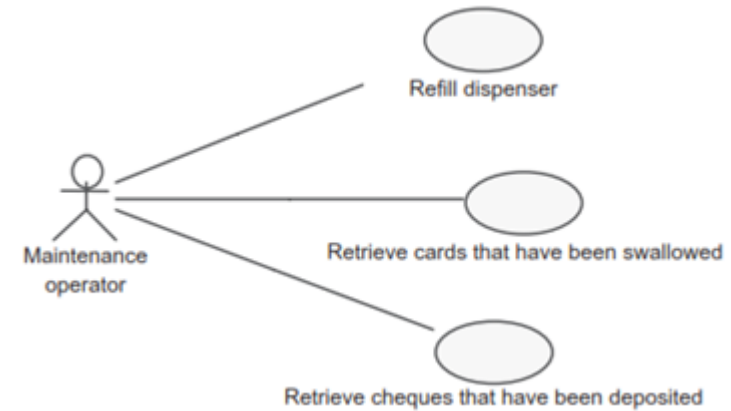 Refill dispenser
Retrieve cards that have been swallowed
Maintenance
operator
Retrieve cheques that have been deposited